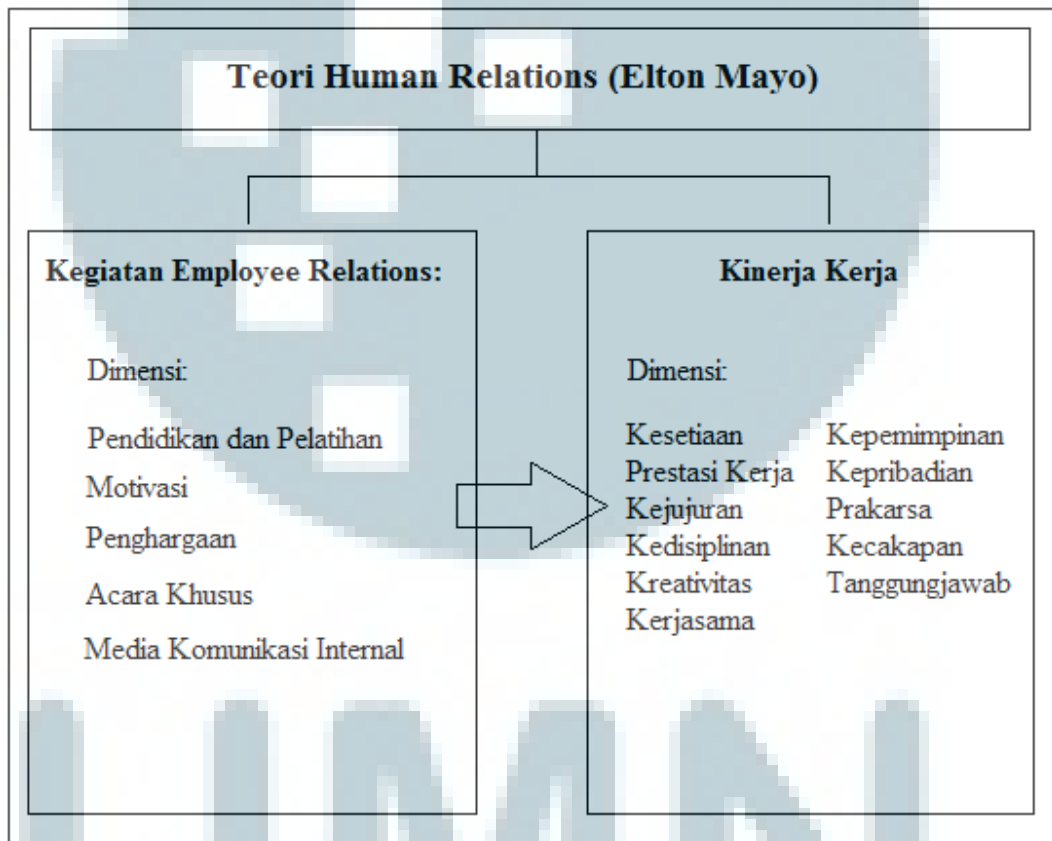 Teori Human Relations (Elton Mayo)
Kegiatan Employee Relations:
Dimensi:
Pendidikan dan Pelatihan
Motivasi
Penghargaan
Acara Khusus
Media Komunikasi Internal
Kinerja Kerja
Dimensi:
Kesetiaan
Prestasi Kerja
Kejujuran
Kedisiplinan
Kreativitas
Kerjasama
Kepemimpinan
Kepribadian
Prakarsa
Kecakapan
Tanggungjawab
UMN